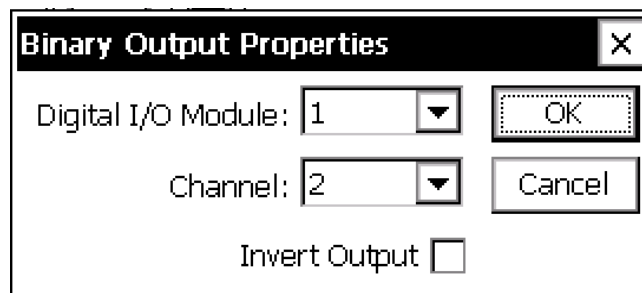 Binary Output Properties
Digital I/O Module: 1 OK
Channel: 2 Cancel
Invert Output